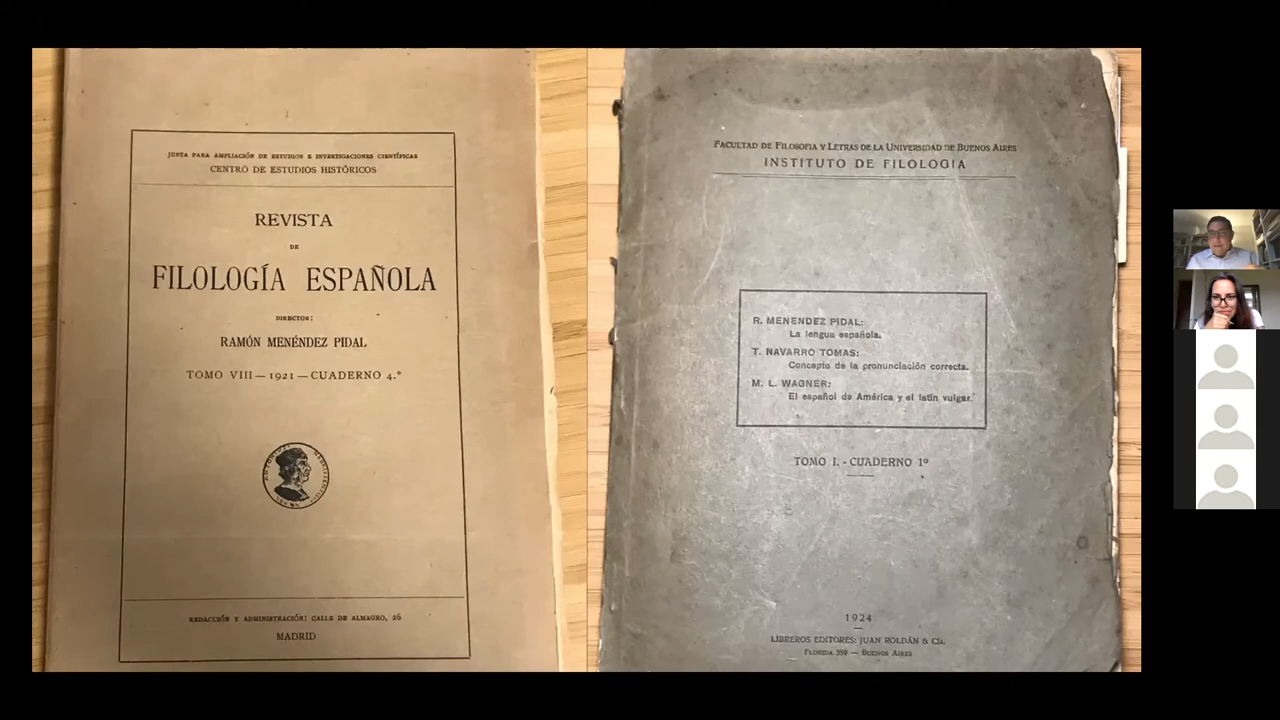 JUNTA PARA AMPLIACIÓN DE ESTUDIOS E INVESTIGACIONES CIENTÍFICAS
CENTRO DE ESTUDIOS HISTÓRICOS
REVISTA
DE
FILOLOGÍA ESPAÑOLA
DIRECTOR:
RAMÓN MENÉNDEZ PIDAL
TOMO VIII — 1921 — CUADERNO 4.º
REDACCIÓN Y ADMINISTRACIÓN: CALLE DE ALMAGRO, 26
MADRID
FACULTAD DE FILOSOFIA Y LETRAS DE LA UNIVERSIDAD DE BUENOS AIRES
INSTITUTO DE FILOLOGIA
R. MENENDEZ PIDAL:
La lengua española.
T. NAVARRO TOMAS:
Concepto de la pronunciación correcta.
M. L. WAGNER:
El español de América y el latín vulgar.
TOMO I. - CUADERNO 1º
1924
LIBREROS EDITORES: JUAN ROLDÁN & Cía.
FLORIDA 359 — BUENOS AIRES